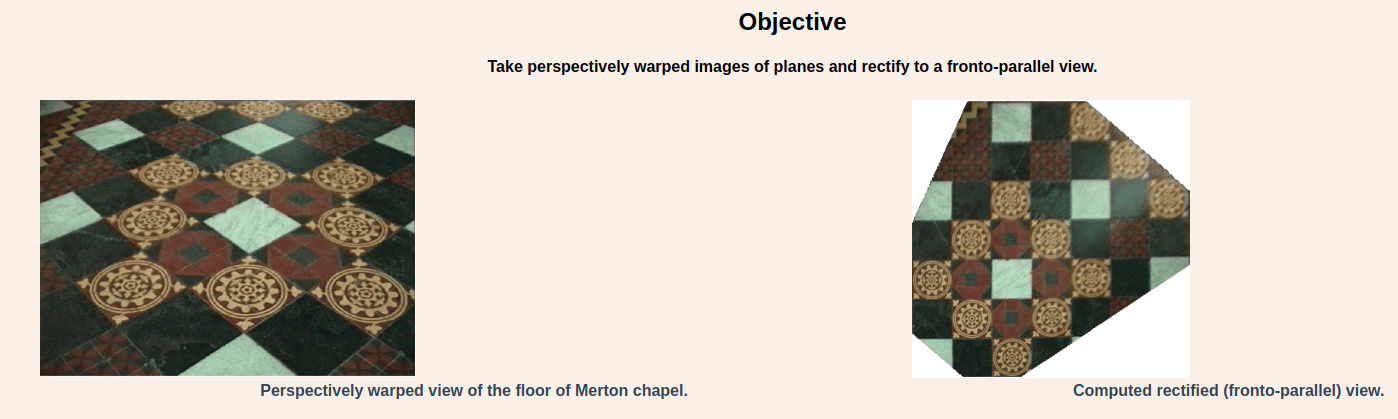 Objective
Take perspectively warped images of planes and rectify to a fronto-parallel view.
Perspectively warped view of the floor of Merton chapel.
Computed rectified (fronto-parallel) view.